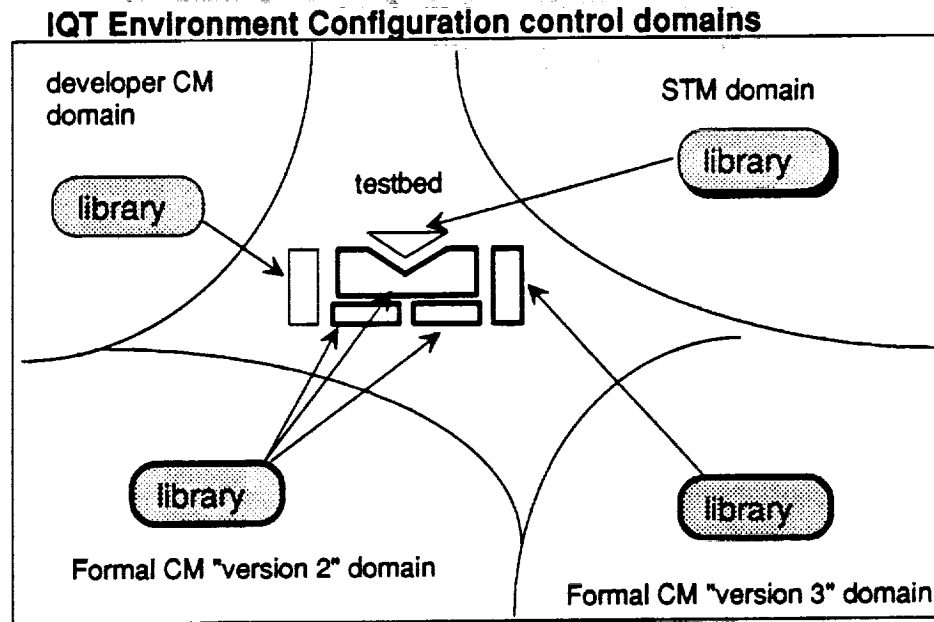 IQT Environment Configuration control domains
developer CM
domain
STM domain
library
testbed
library
library
library
Formal CM "version 2" domain
Formal CM "version 3" domain